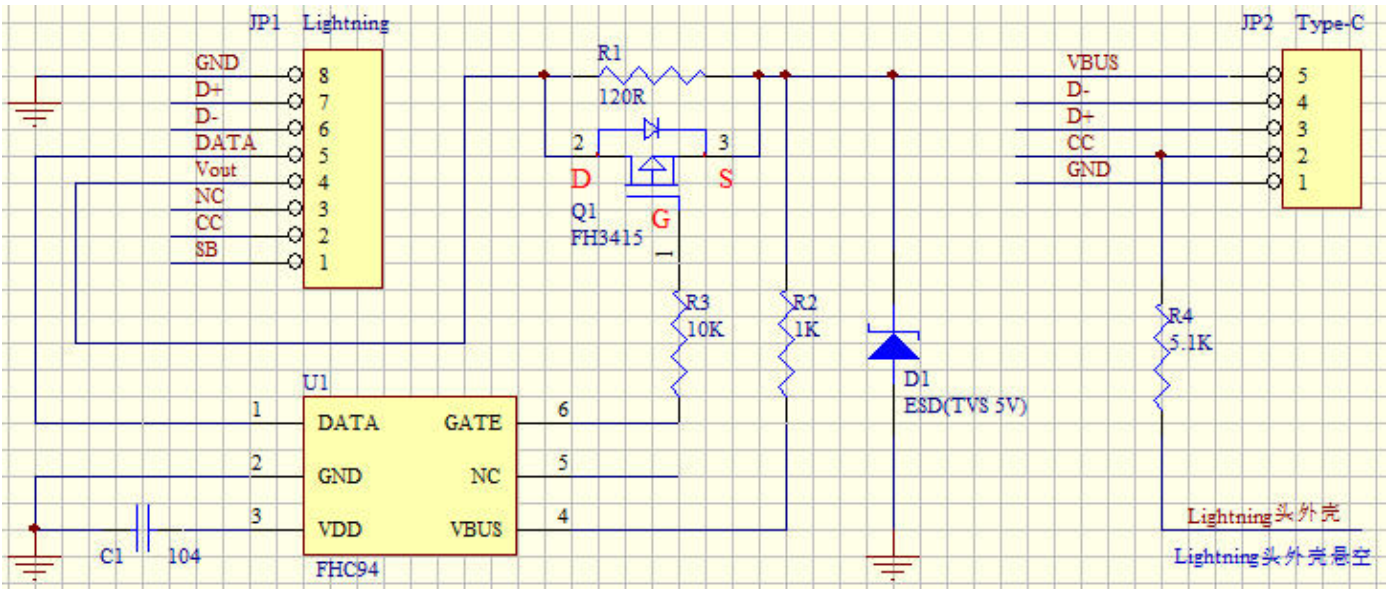 JP1 Lightning
JP2 Type-C
GND 8
D+ 7
D- 6
DATA 5
Vout 4
NC 3
CC 2
SB 1
R1
120R
2 3
D S
Q1 G
FH3415
1
VBUS 5
D- 4
D+ 3
CC 2
GND 1
R3
10K
R2
1K
D1
ESD(TVS 5V)
R4
5.1K
U1
1 DATA GATE 6
2 GND NC 5
3 VDD VBUS 4
C1 104
FHC94
Lightning头外壳
Lightning头外壳悬空